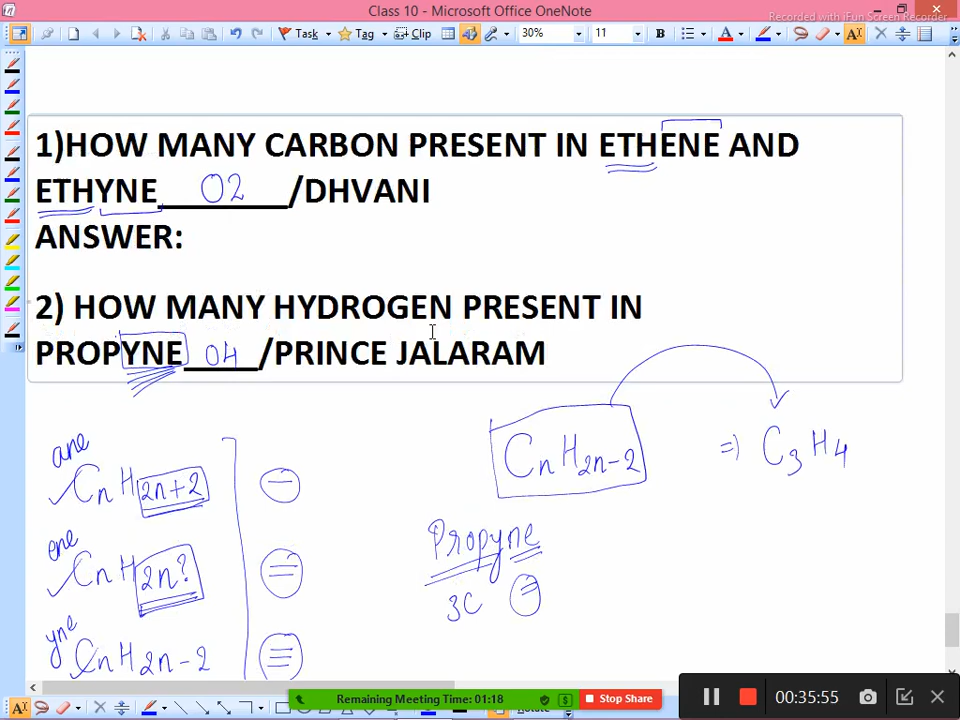 Class 10 - Microsoft Office OneNote
Recorded with iFun Screen Recorder
Task Tag Clip 30% 11 B A A
1)HOW MANY CARBON PRESENT IN ETHENE AND
ETHYNE 02 /DHVANI
ANSWER:
2) HOW MANY HYDROGEN PRESENT IN
PROPYNE 04 /PRINCE JALARAM
ane
CnH2n+2
ene
CnH2n?
yne
CnH2n-2
CnH2n-2 => C3H4
Propyne
3C
Remaining Meeting Time: 01:18 Stop Share
00:35:55